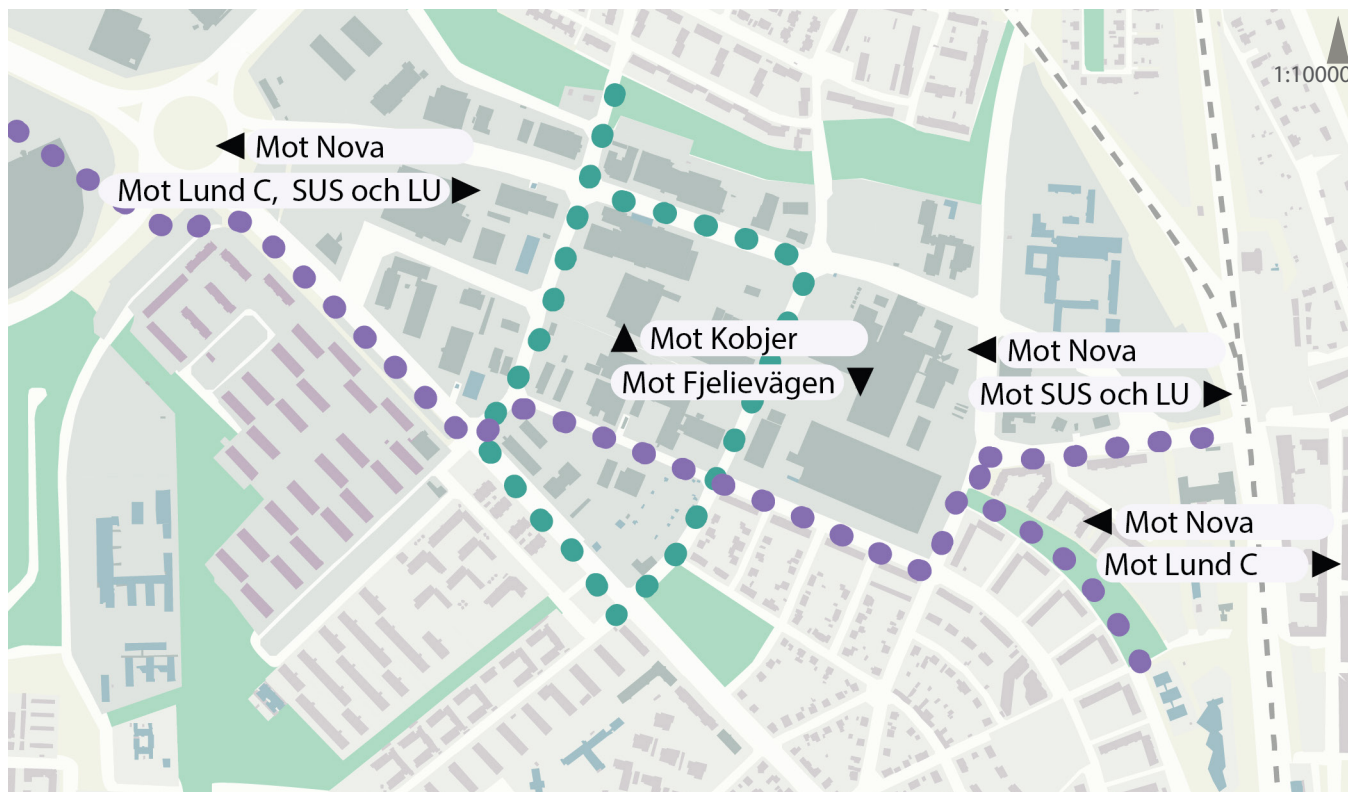 1:10000
Mot Nova
Mot Lund C, SUS och LU
Mot Kobjer
Mot Fjelievägen
Mot Nova
Mot SUS och LU
Mot Nova
Mot Lund C